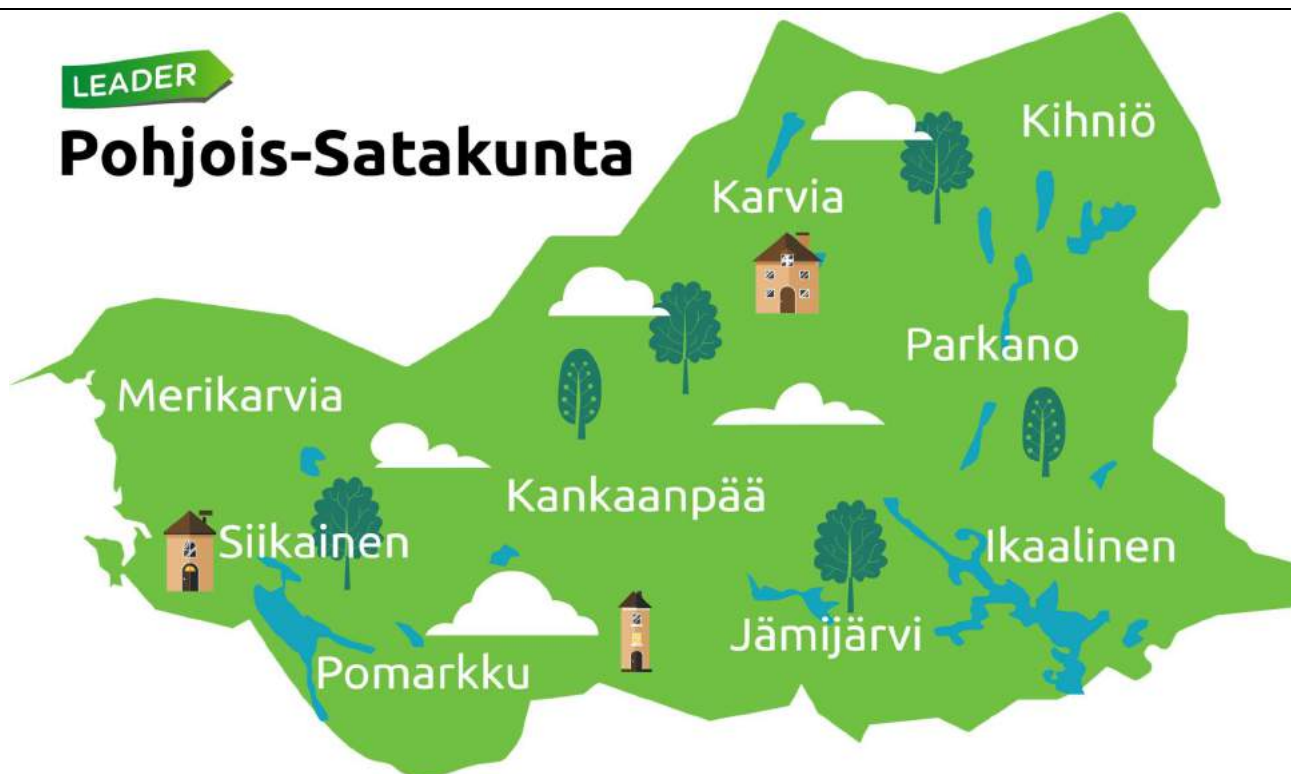 LEADER
Pohjois-Satakunta
Kihniö
Karvia
Parkano
Merikarvia
Kankaanpää
Siikainen
Ikaalinen
Jämijärvi
Pomarkku